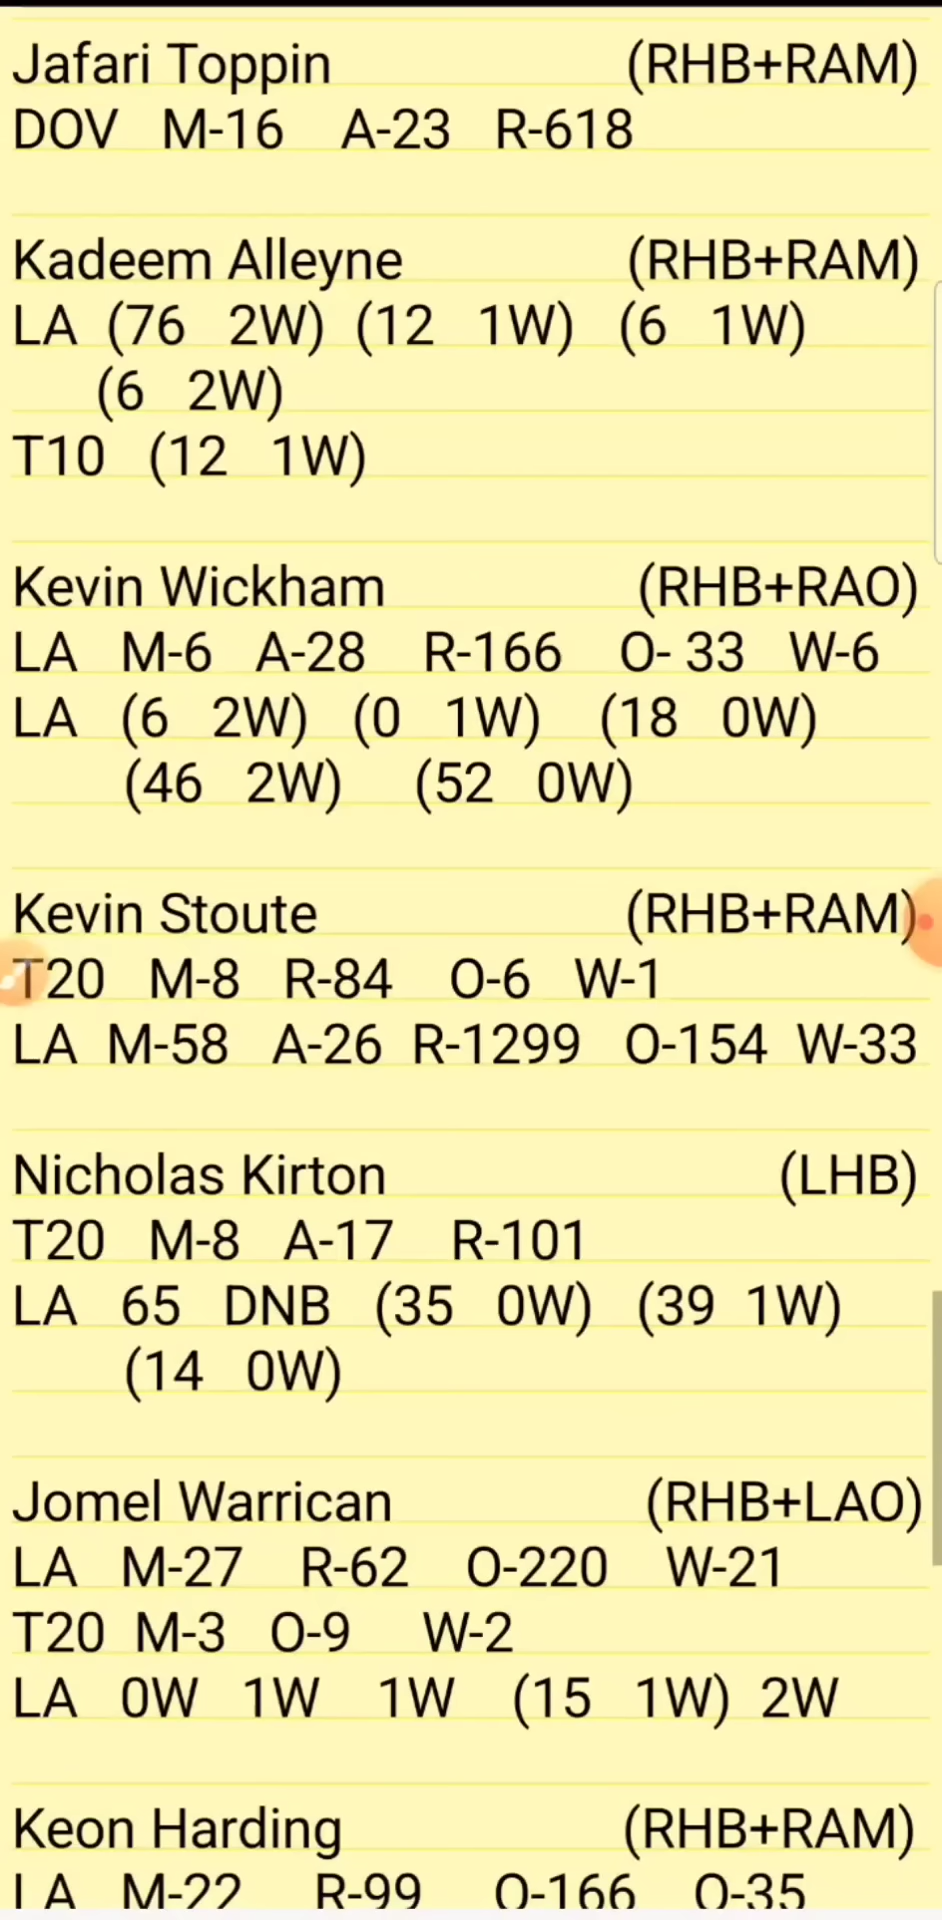 Jafari Toppin (RHB+RAM)
DOV M-16 A-23 R-618
Kadeem Alleyne (RHB+RAM)
LA (76 2W) (12 1W) (6 1W)
(6 2W)
T10 (12 1W)
Kevin Wickham (RHB+RAO)
LA M-6 A-28 R-166 O- 33 W-6
LA (6 2W) (0 1W) (18 0W)
(46 2W) (52 0W)
Kevin Stoute (RHB+RAM)
T20 M-8 R-84 O-6 W-1
LA M-58 A-26 R-1299 O-154 W-33
Nicholas Kirton (LHB)
T20 M-8 A-17 R-101
LA 65 DNB (35 0W) (39 1W)
(14 0W)
Jomel Warrican (RHB+LAO)
LA M-27 R-62 O-220 W-21
T20 M-3 O-9 W-2
LA 0W 1W 1W (15 1W) 2W
Keon Harding (RHB+RAM)
LA M-22 R-99 O-166 O-35